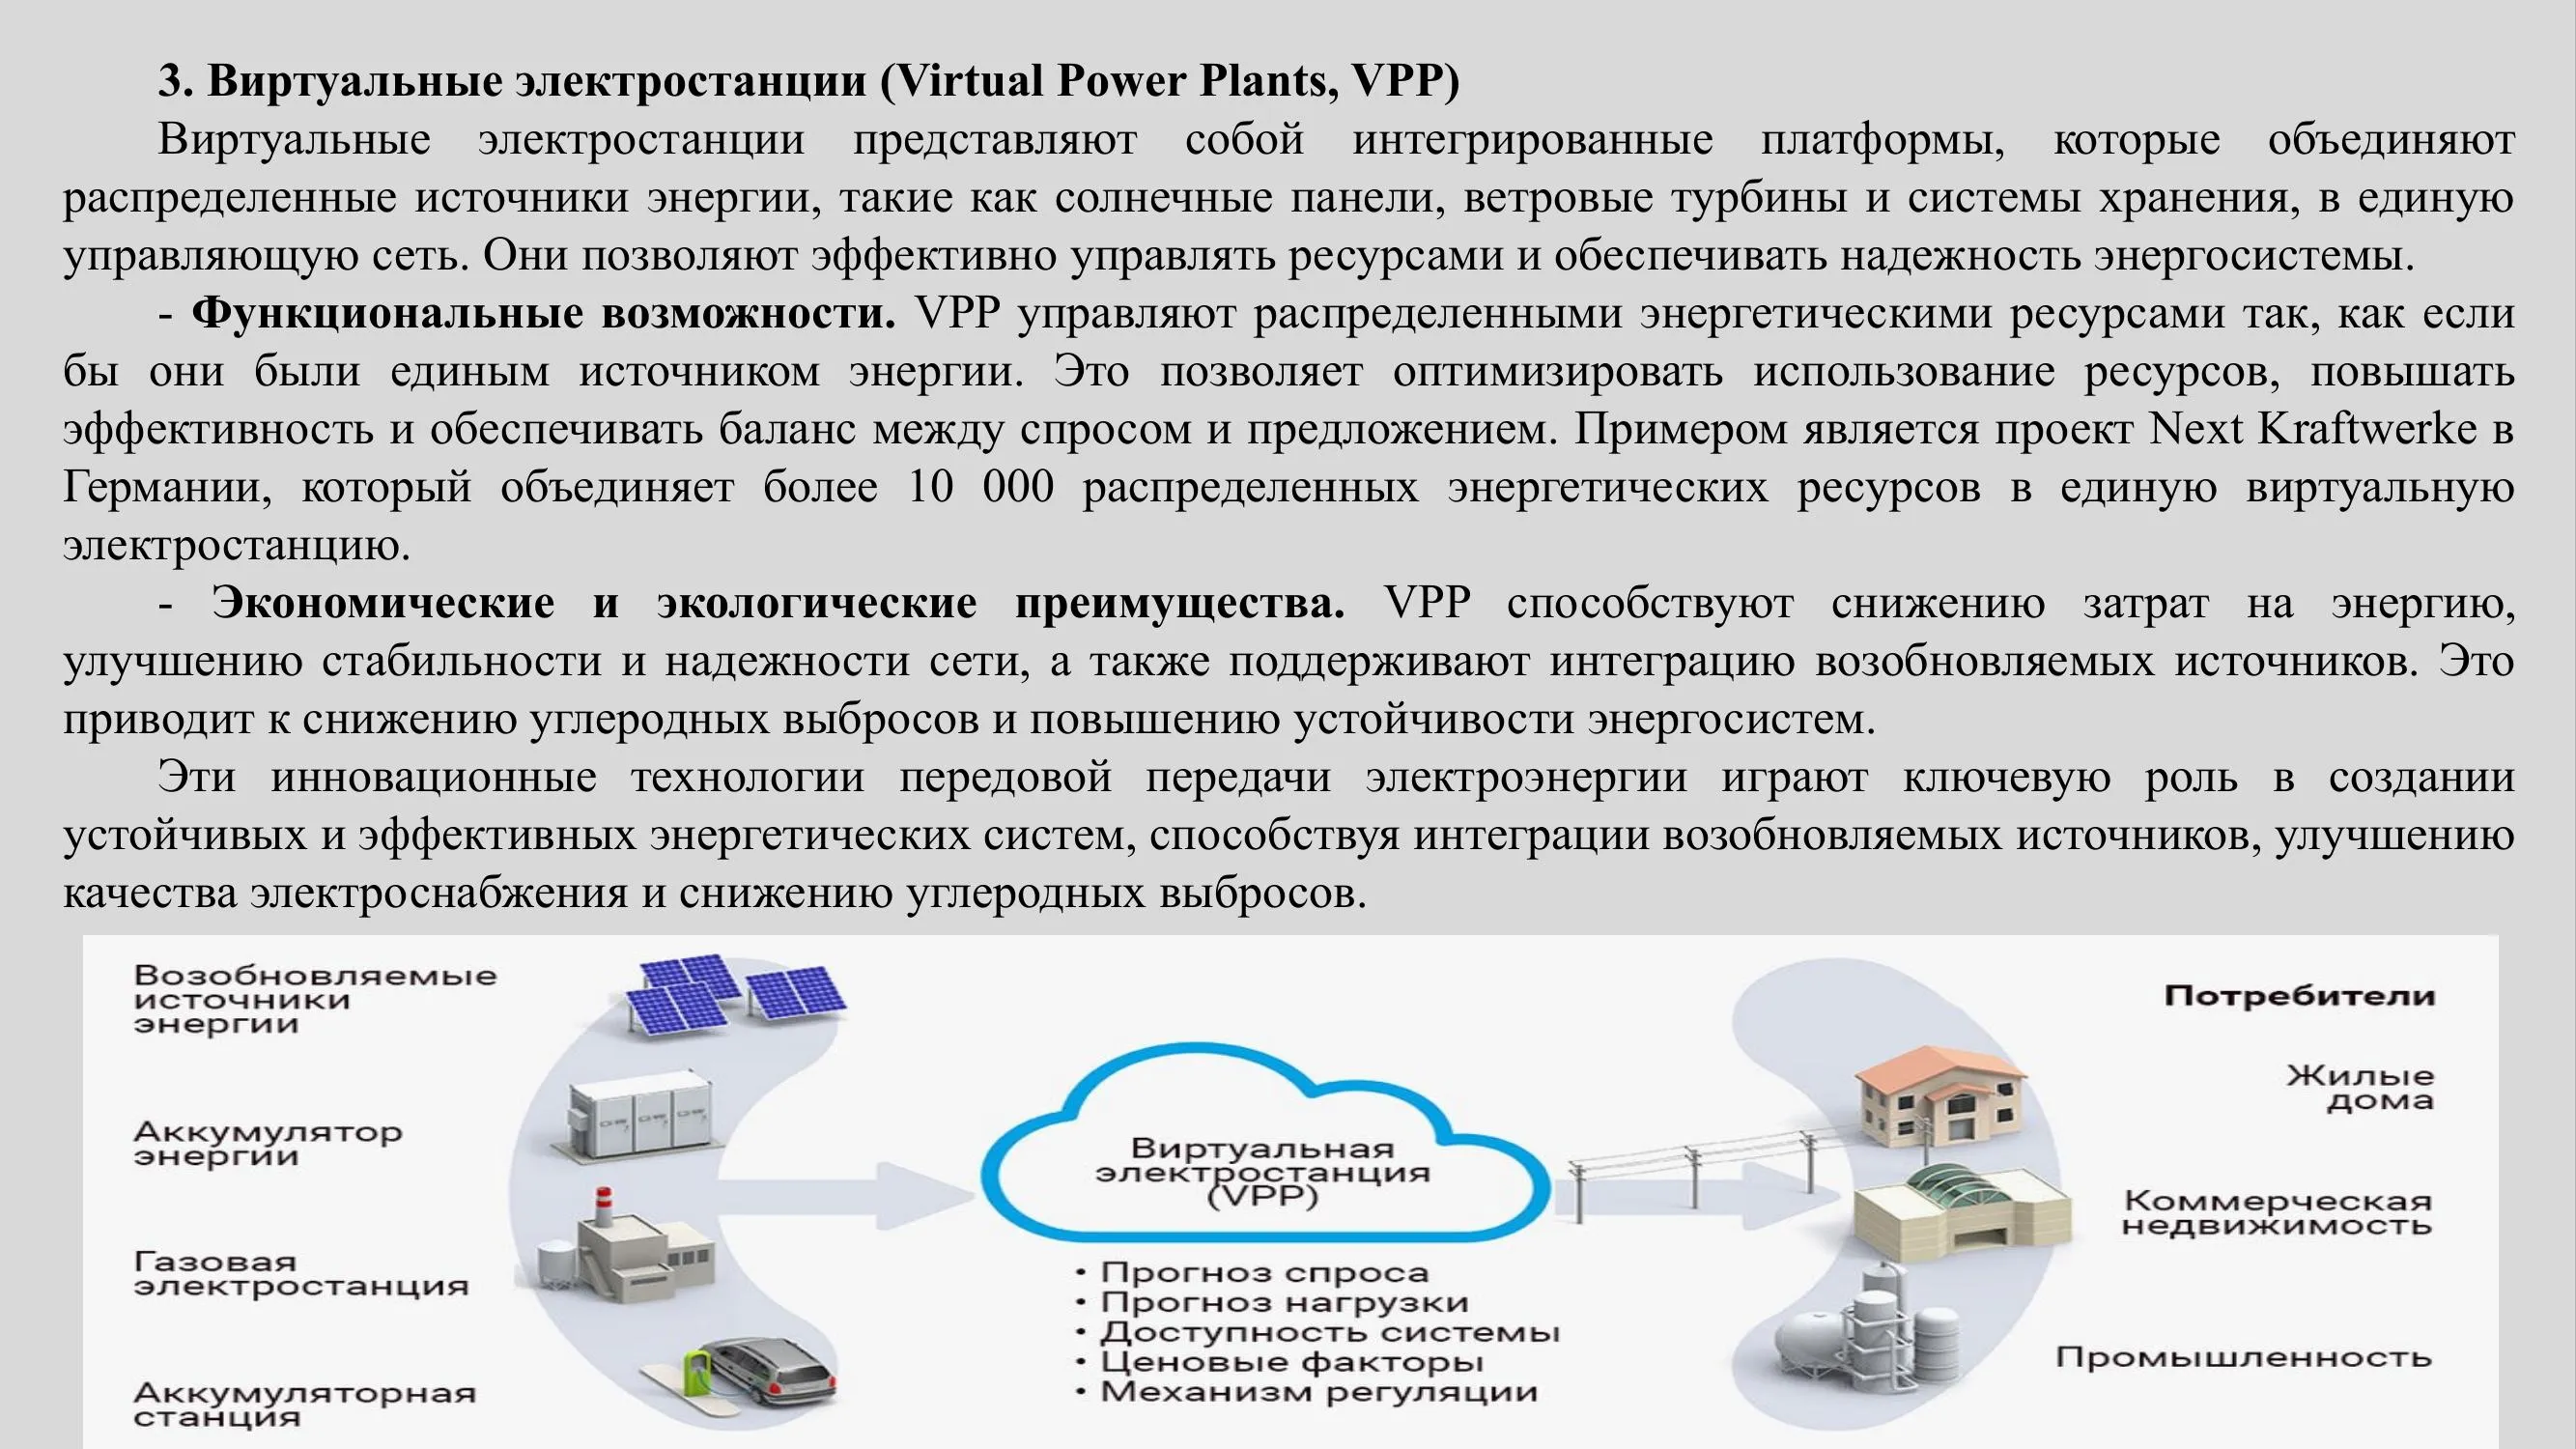 3. Виртуальные электростанции (Virtual Power Plants, VPP)
Виртуальные электростанции представляют собой интегрированные платформы, которые объединяют
распределенные источники энергии, такие как солнечные панели, ветровые турбины и системы хранения, в единую
управляющую сеть. Они позволяют эффективно управлять ресурсами и обеспечивать надежность энергосистемы.
- Функциональные возможности. VPP управляют распределенными энергетическими ресурсами так, как если
бы они были единым источником энергии. Это позволяет оптимизировать использование ресурсов, повышать
эффективность и обеспечивать баланс между спросом и предложением. Примером является проект Next Kraftwerke в
Германии, который объединяет более 10 000 распределенных энергетических ресурсов в единую виртуальную
электростанцию.
- Экономические и экологические преимущества. VPP способствуют снижению затрат на энергию,
улучшению стабильности и надежности сети, а также поддерживают интеграцию возобновляемых источников. Это
приводит к снижению углеродных выбросов и повышению устойчивости энергосистем.
Эти инновационные технологии передовой передачи электроэнергии играют ключевую роль в создании
устойчивых и эффективных энергетических систем, способствуя интеграции возобновляемых источников, улучшению
качества электроснабжения и снижению углеродных выбросов.
Возобновляемые
источники
энергии
Аккумулятор
энергии
Газовая
электростанция
Аккумуляторная
станция
Виртуальная
электростанция
(VPP)
• Прогноз спроса
• Прогноз нагрузки
• Доступность системы
• Ценовые факторы
• Механизм регуляции
Потребители
Жилые
дома
Коммерческая
недвижимость
Промышленность